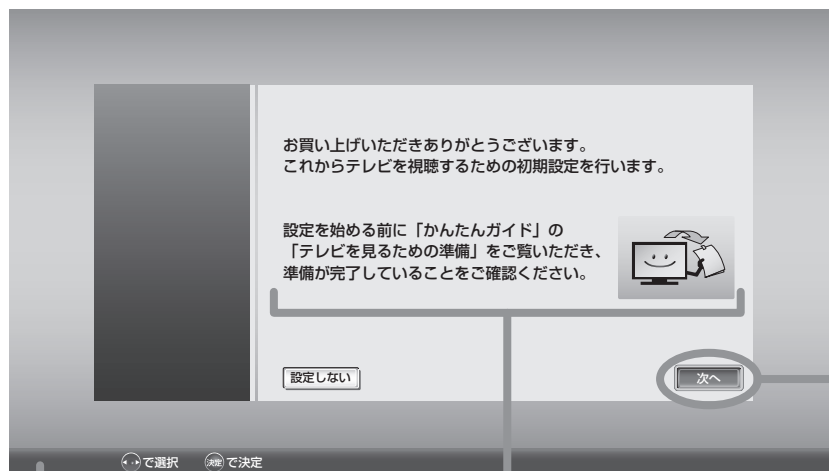 お買い上げいただきありがとうございます。
これからテレビを視聴するための初期設定を行います。
設定を始める前に「かんたんガイド」の
「テレビを見るための準備」をご覧いただき、
準備が完了していることをご確認ください。
設定しない
次へ
で選択 決定で決定